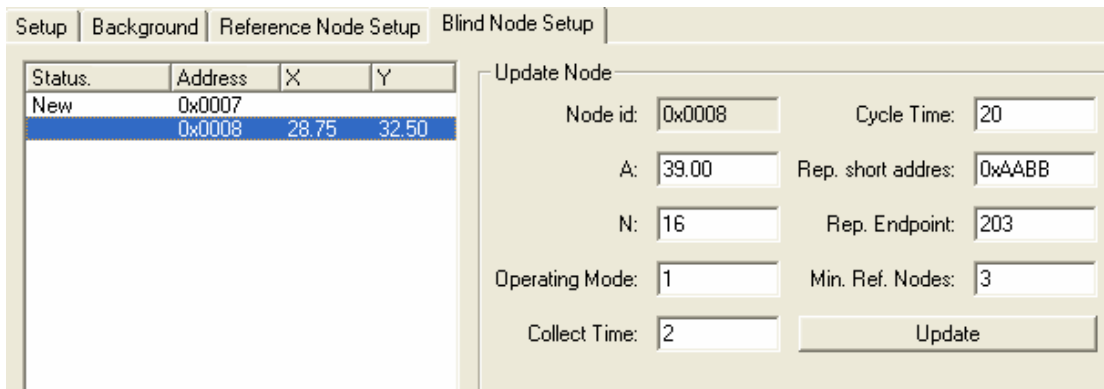 Setup Background Reference Node Setup Blind Node Setup
Status. Address X Y
New 0x0007
0x0008 28.75 32.50
Update Node
Node id: 0x0008 Cycle Time: 20
A: 39.00 Rep. short addres: 0xAABB
N: 16 Rep. Endpoint: 203
Operating Mode: 1 Min. Ref. Nodes: 3
Collect Time: 2 Update